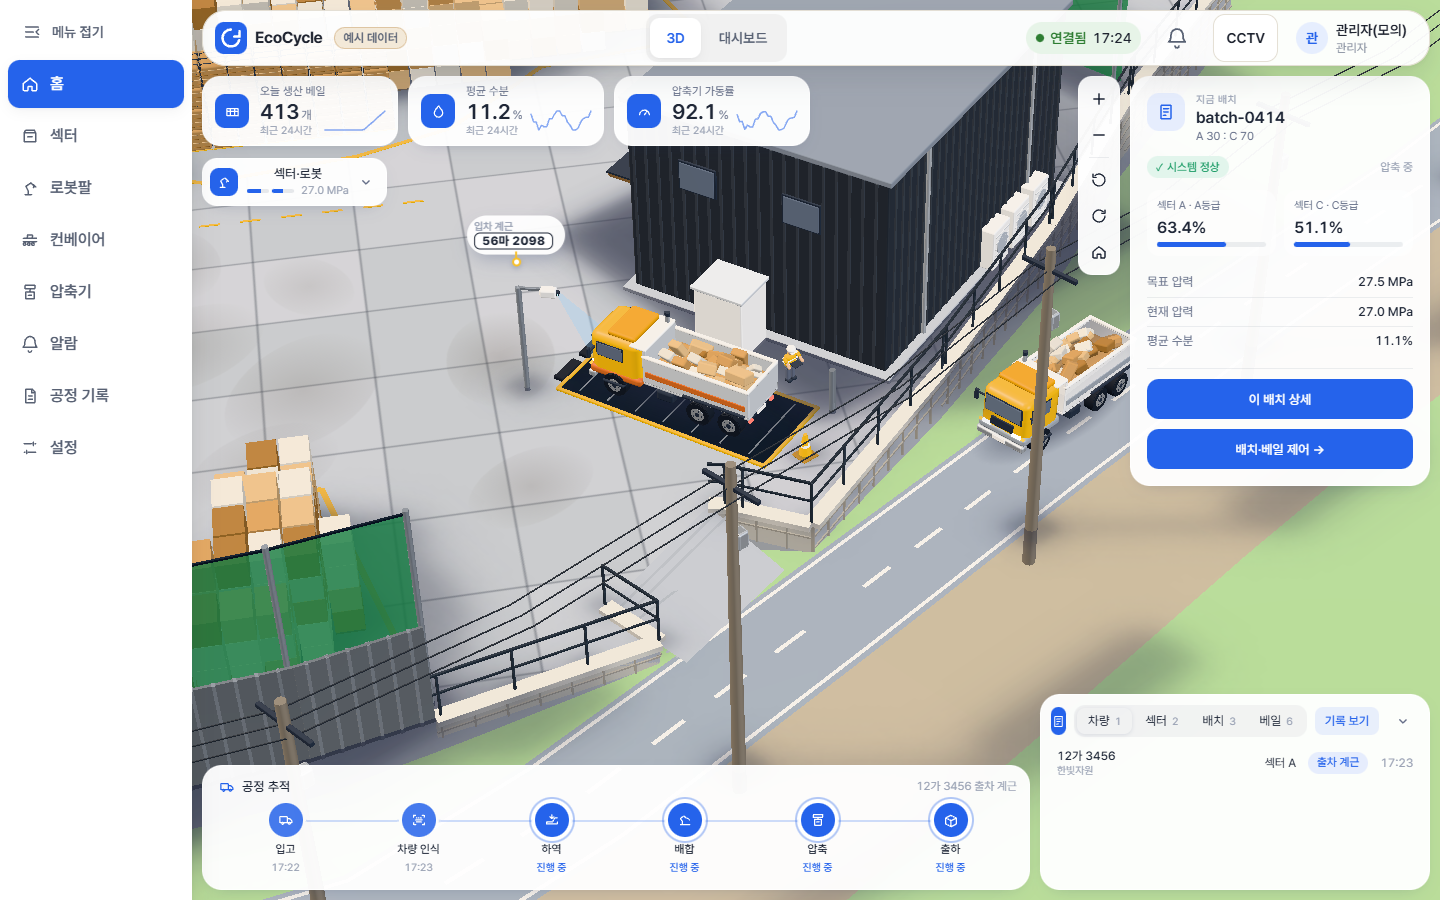 메뉴 접기
홈
섹터
로봇팔
컨베이어
압축기
알람
공정 기록
설정
EcoCycle
예시 데이터
3D
대시보드
연결됨 17:24
CCTV
관
관리자(모의)
관리자
오늘 생산 베일
413개
최근 24시간
평균 수분
11.2%
최근 24시간
압축기 가동률
92.1%
최근 24시간
섹터·로봇
27.0 MPa
입차 계근
56마 2098
지금 배치
batch-0414
A 30 : C 70
✓ 시스템 정상
압축 중
섹터 A · A등급
63.4%
섹터 C · C등급
51.1%
목표 압력 27.5 MPa
현재 압력 27.0 MPa
평균 수분 11.1%
이 배치 상세
배치·베일 제어 →
공정 추적
12가 3456 출차 계근
입고
17:22
차량 인식
17:23
하역
진행 중
배합
진행 중
압축
진행 중
출하
진행 중
차량 1
섹터 2
배치 3
베일 6
기록 보기
12가 3456
한빛자원
섹터 A
출차 계근
17:23